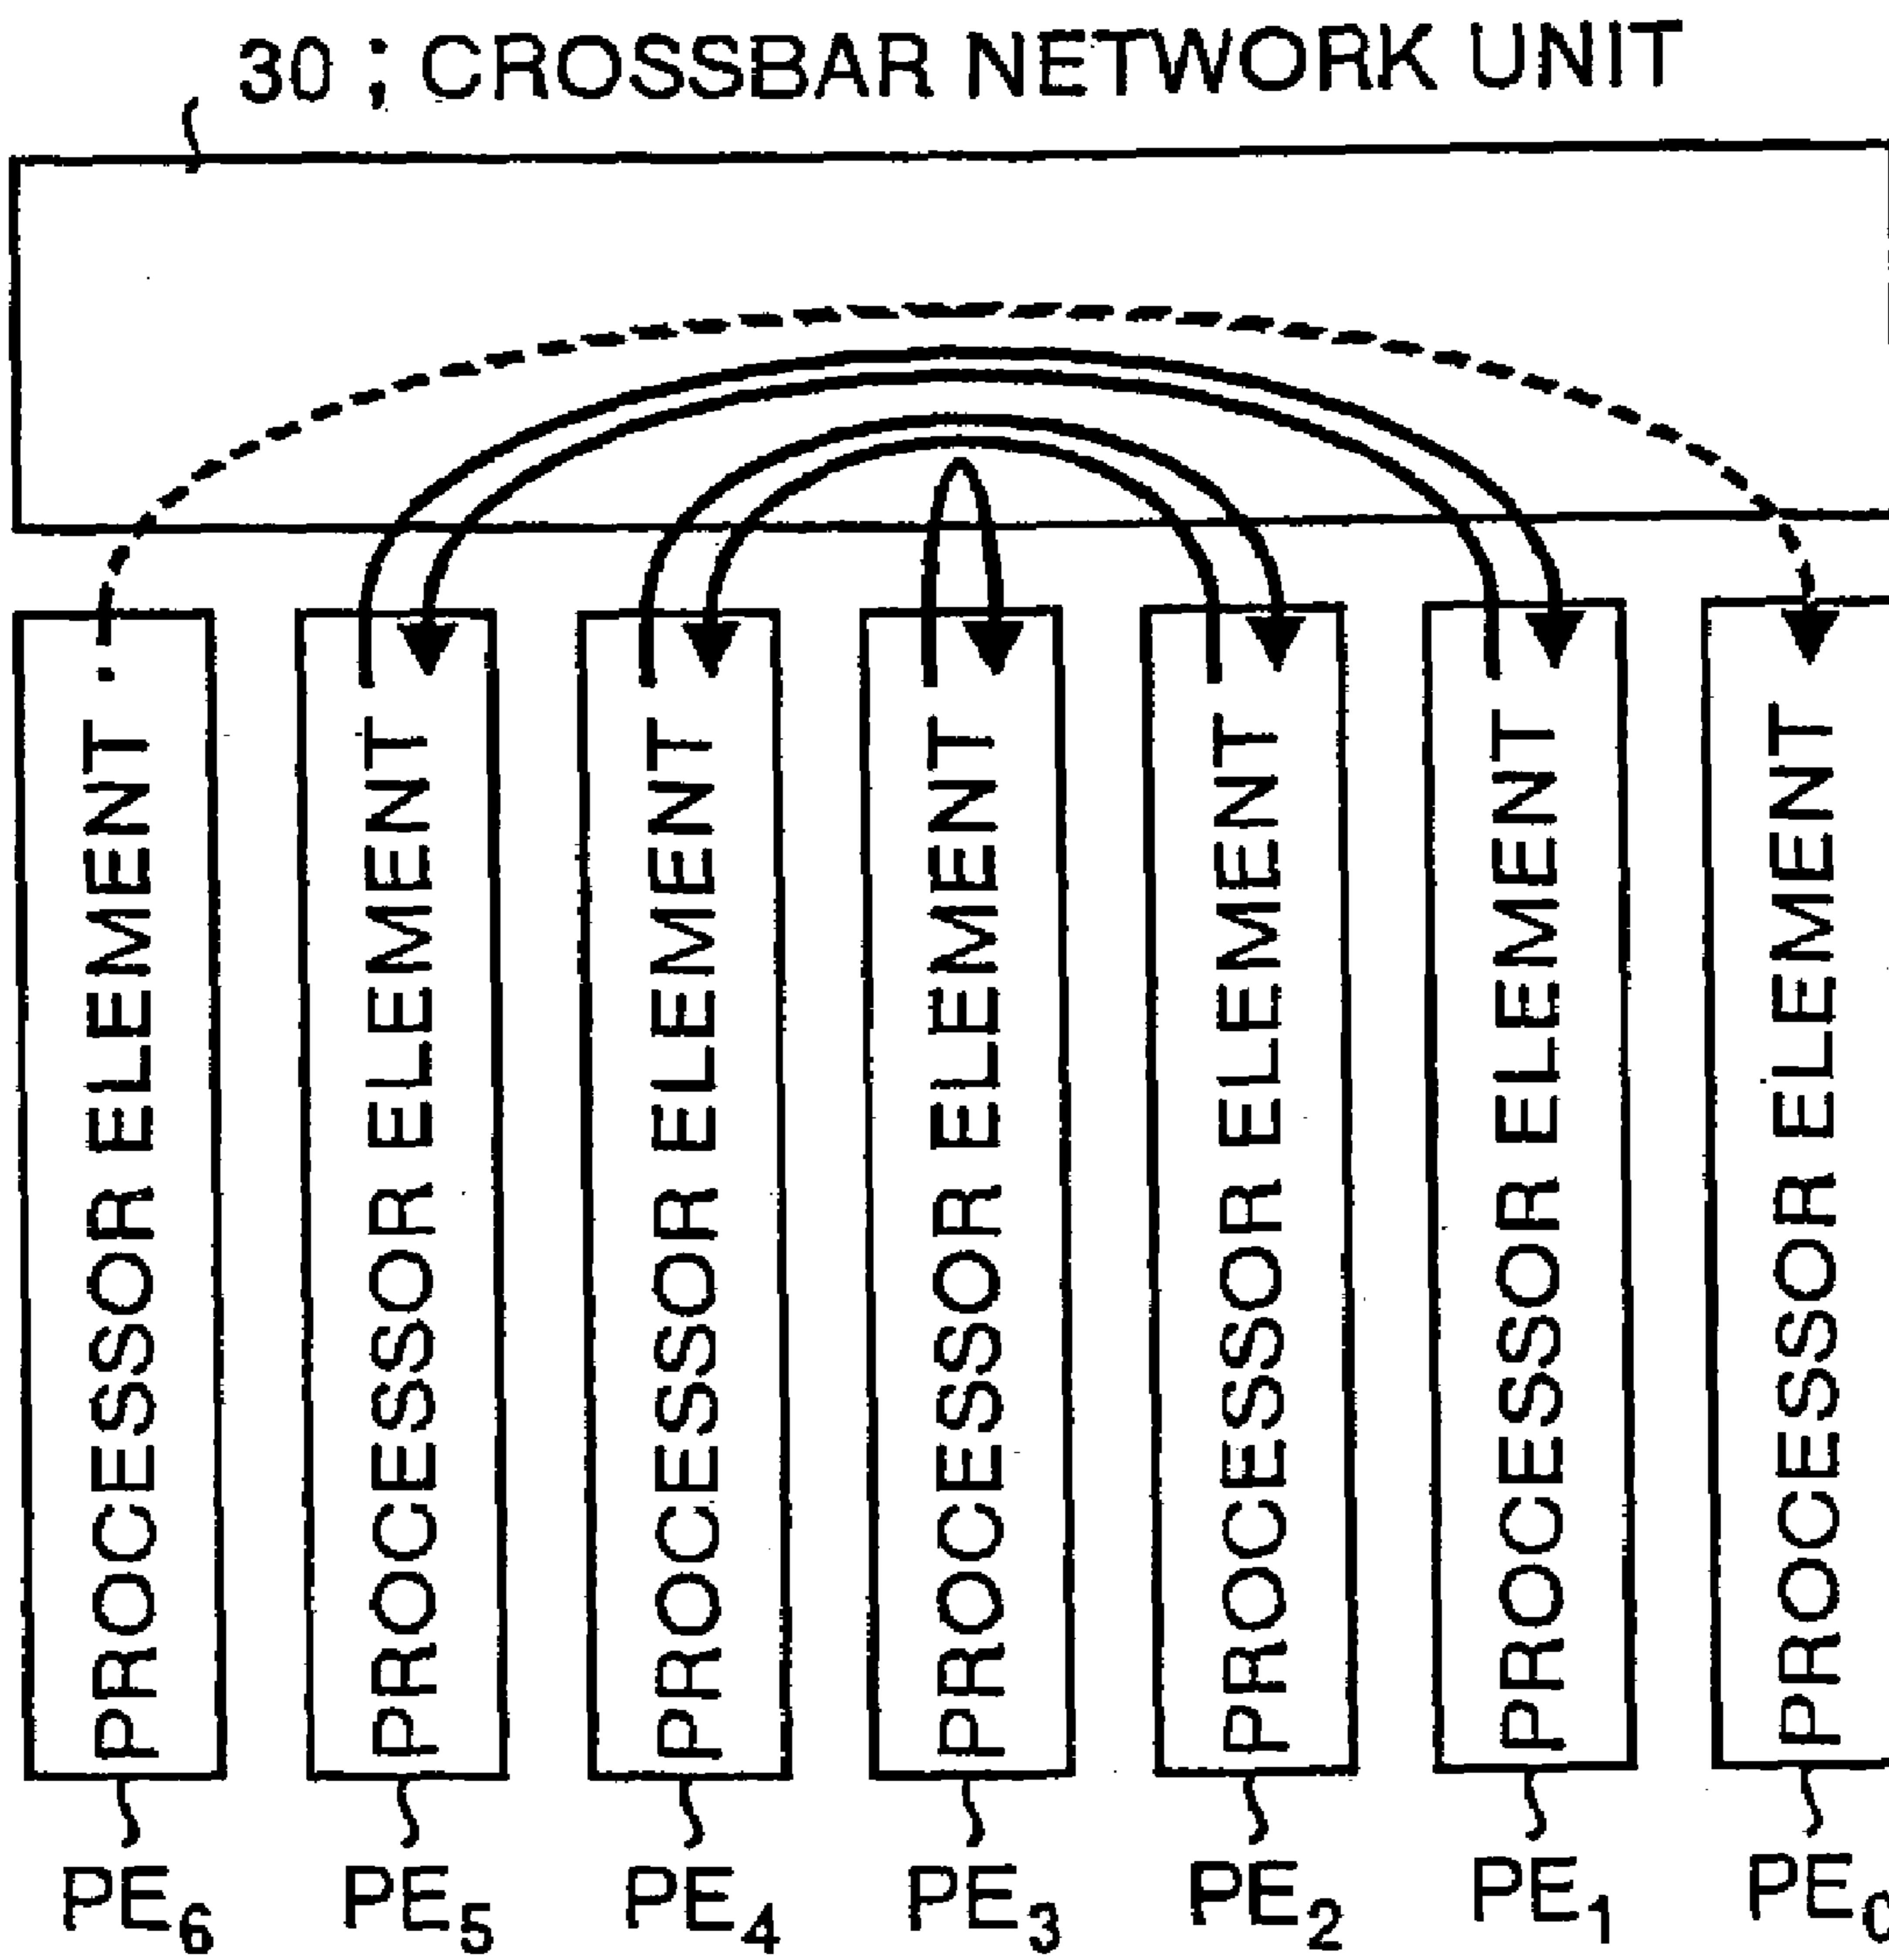 30 ; CROSSBAR NETWORK UNIT
PROCESSOR ELEMENT
PROCESSOR ELEMENT
PROCESSOR ELEMENT
PROCESSOR ELEMENT
PROCESSOR ELEMENT
PROCESSOR ELEMENT
PROCESSOR ELEMENT
PE6
PE5
PE4
PE3
PE2
PE1
PE0